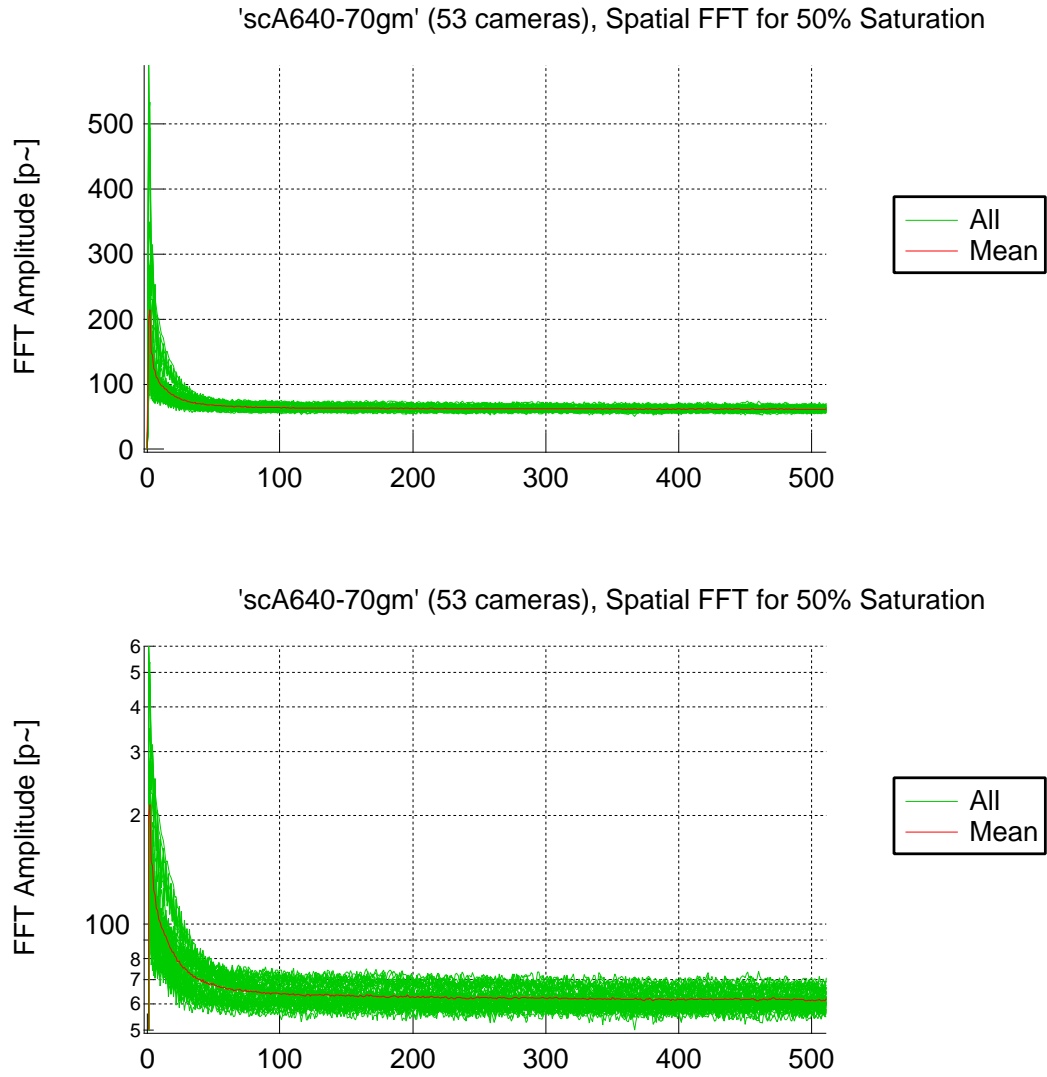 'scA640-70gm' (53 cameras), Spatial FFT for 50% Saturation
FFT Amplitude [p~]
500
400
300
200
100
0
0 100 200 300 400 500
All
Mean
'scA640-70gm' (53 cameras), Spatial FFT for 50% Saturation
FFT Amplitude [p~]
6
5
4
3
2
100
8
7
6
5
0 100 200 300 400 500
All
Mean